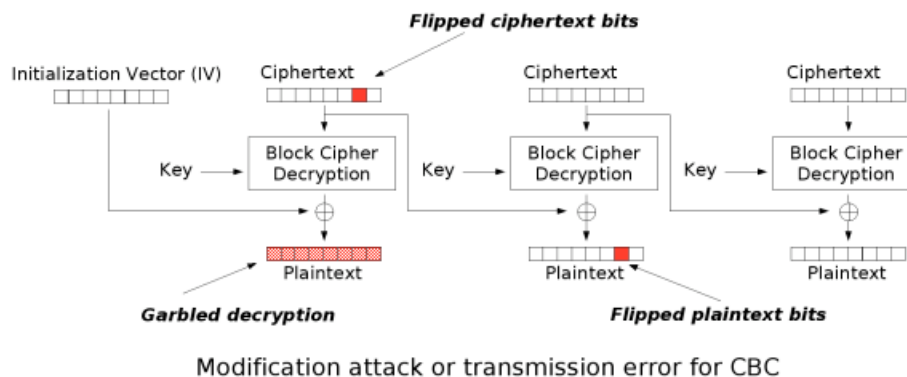 Flipped ciphertext bits
Initialization Vector (IV)
Ciphertext
Ciphertext
Ciphertext
Key
Block Cipher
Decryption
Key
Block Cipher
Decryption
Key
Block Cipher
Decryption
Plaintext
Plaintext
Plaintext
Garbled decryption
Flipped plaintext bits
Modification attack or transmission error for CBC